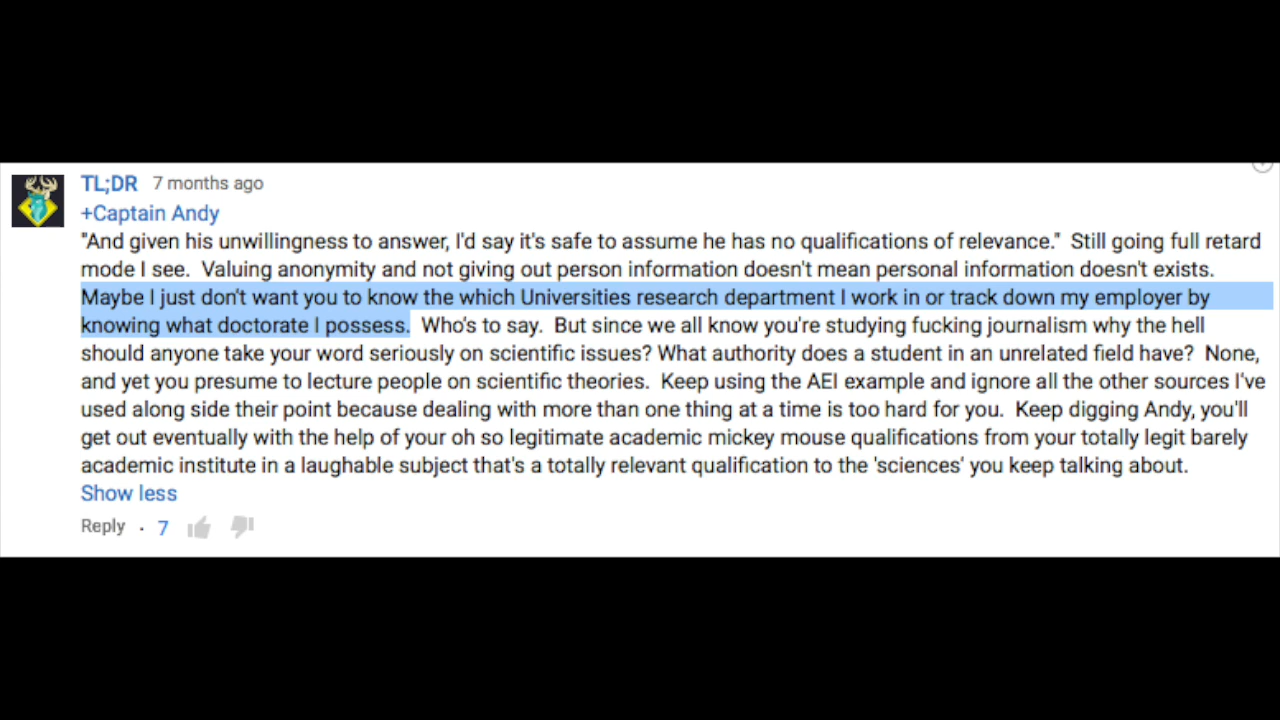 TL;DR 7 months ago
+Captain Andy
"And given his unwillingness to answer, I'd say it's safe to assume he has no qualifications of relevance."  Still going full retard
mode I see.  Valuing anonymity and not giving out person information doesn't mean personal information doesn't exists.
Maybe I just don't want you to know the which Universities research department I work in or track down my employer by
knowing what doctorate I possess.  Who's to say.  But since we all know you're studying fucking journalism why the hell
should anyone take your word seriously on scientific issues? What authority does a student in an unrelated field have?  None,
and yet you presume to lecture people on scientific theories.  Keep using the AEI example and ignore all the other sources I've
used along side their point because dealing with more than one thing at a time is too hard for you.  Keep digging Andy, you'll
get out eventually with the help of your oh so legitimate academic mickey mouse qualifications from your totally legit barely
academic institute in a laughable subject that's a totally relevant qualification to the 'sciences' you keep talking about.
Show less
Reply · 7